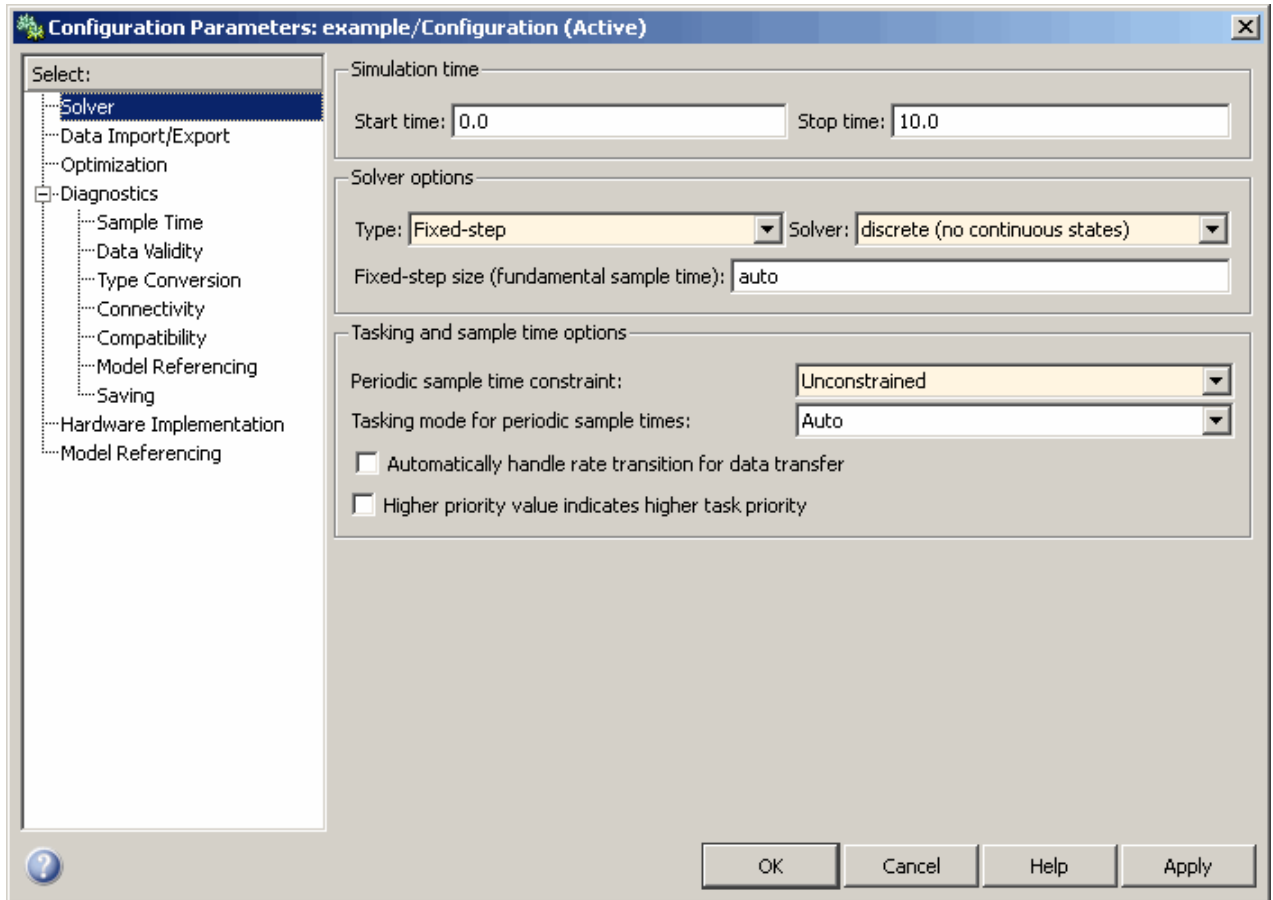 Configuration Parameters: example/Configuration (Active)
Select:
Solver
Data Import/Export
Optimization
Diagnostics
Sample Time
Data Validity
Type Conversion
Connectivity
Compatibility
Model Referencing
Saving
Hardware Implementation
Model Referencing
Simulation time
Start time: 0.0 Stop time: 10.0
Solver options
Type: Fixed-step Solver: discrete (no continuous states)
Fixed-step size (fundamental sample time): auto
Tasking and sample time options
Periodic sample time constraint: Unconstrained
Tasking mode for periodic sample times: Auto
Automatically handle rate transition for data transfer
Higher priority value indicates higher task priority
? OK Cancel Help Apply